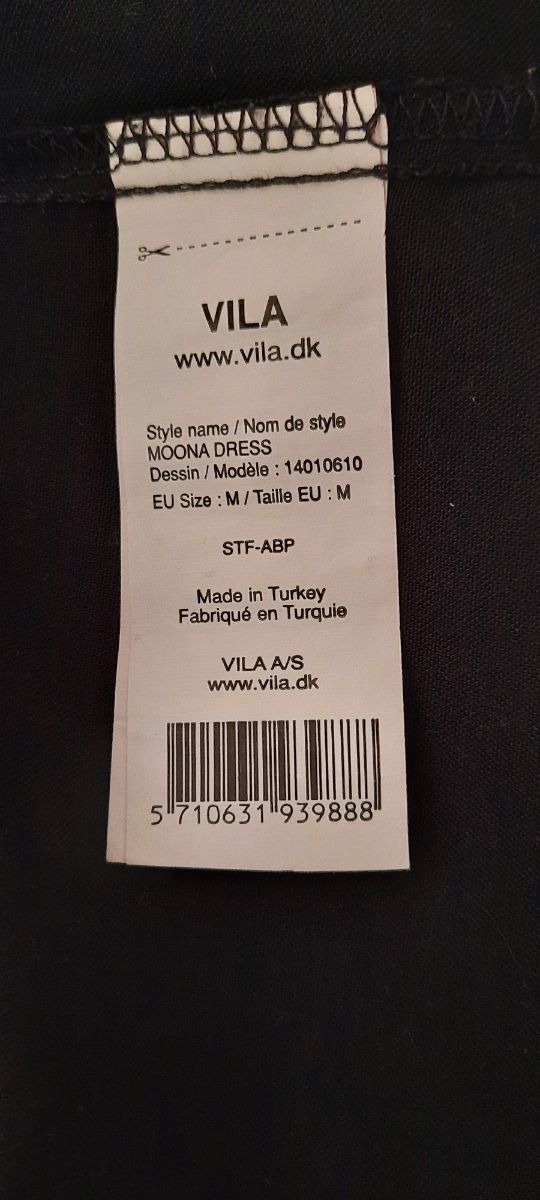 VILA
www.vila.dk
Style name / Nom de style
MOONA DRESS
Dessin / Modèle : 14010610
EU Size : M / Taille EU : M
STF-ABP
Made in Turkey
Fabriqué en Turquie
VILA A/S
www.vila.dk
5 710631 939888